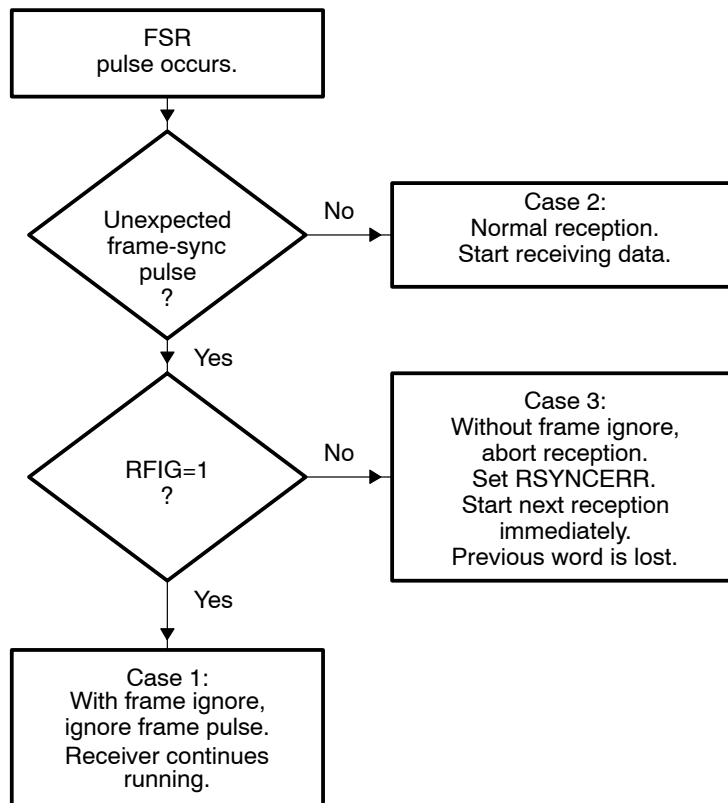 FSR
pulse occurs.
Unexpected
frame-sync
pulse
?
No
Case 2:
Normal reception.
Start receiving data.
Yes
RFIG=1
?
No
Case 3:
Without frame ignore,
abort reception.
Set RSYNCERR.
Start next reception
immediately.
Previous word is lost.
Yes
Case 1:
With frame ignore,
ignore frame pulse.
Receiver continues
running.